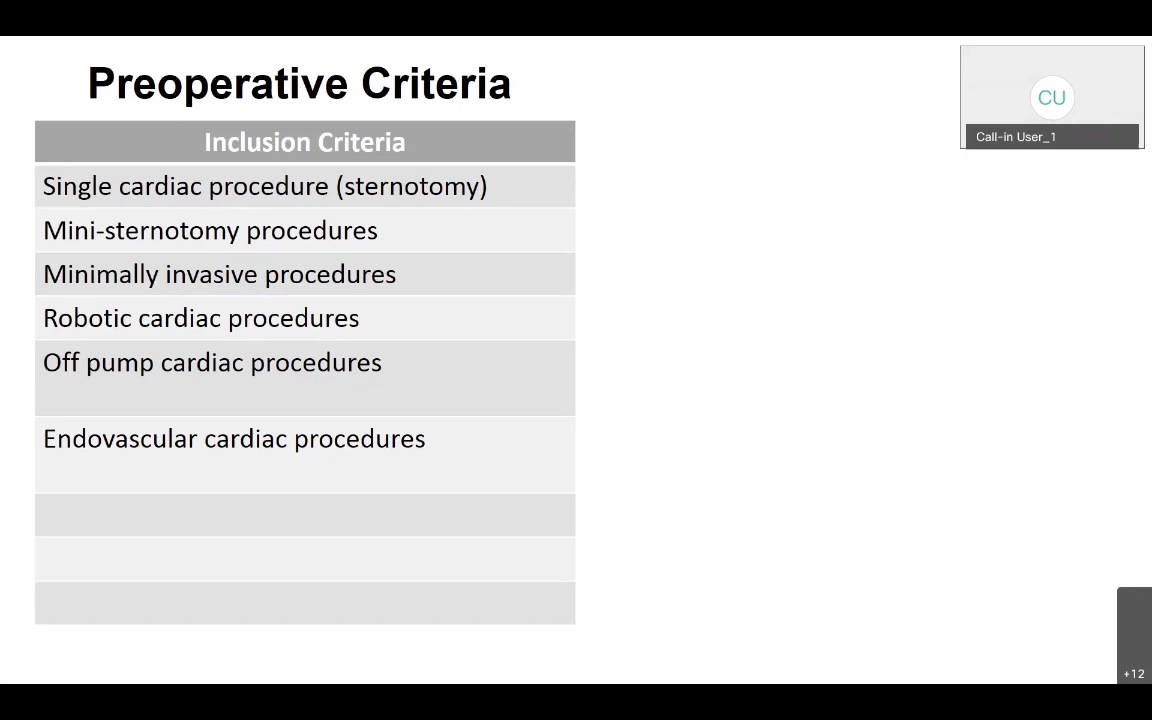 Preoperative Criteria
CU
Call-in User_1
Inclusion Criteria
Single cardiac procedure (sternotomy)
Mini-sternotomy procedures
Minimally invasive procedures
Robotic cardiac procedures
Off pump cardiac procedures
Endovascular cardiac procedures
+12